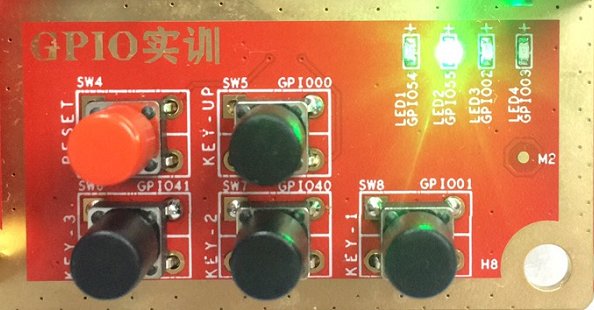 GPIO实训
SW4
RESET
SW5 GPIO00
KEY-UP
SW6 GPIO41
KEY-3
SW7 GPIO40
KEY-2
SW8 GPIO01
KEY-1
LED1
GPIO54
LED2
GPIO55
LED3
GPIO02
LED4
GPIO03
M2
H8